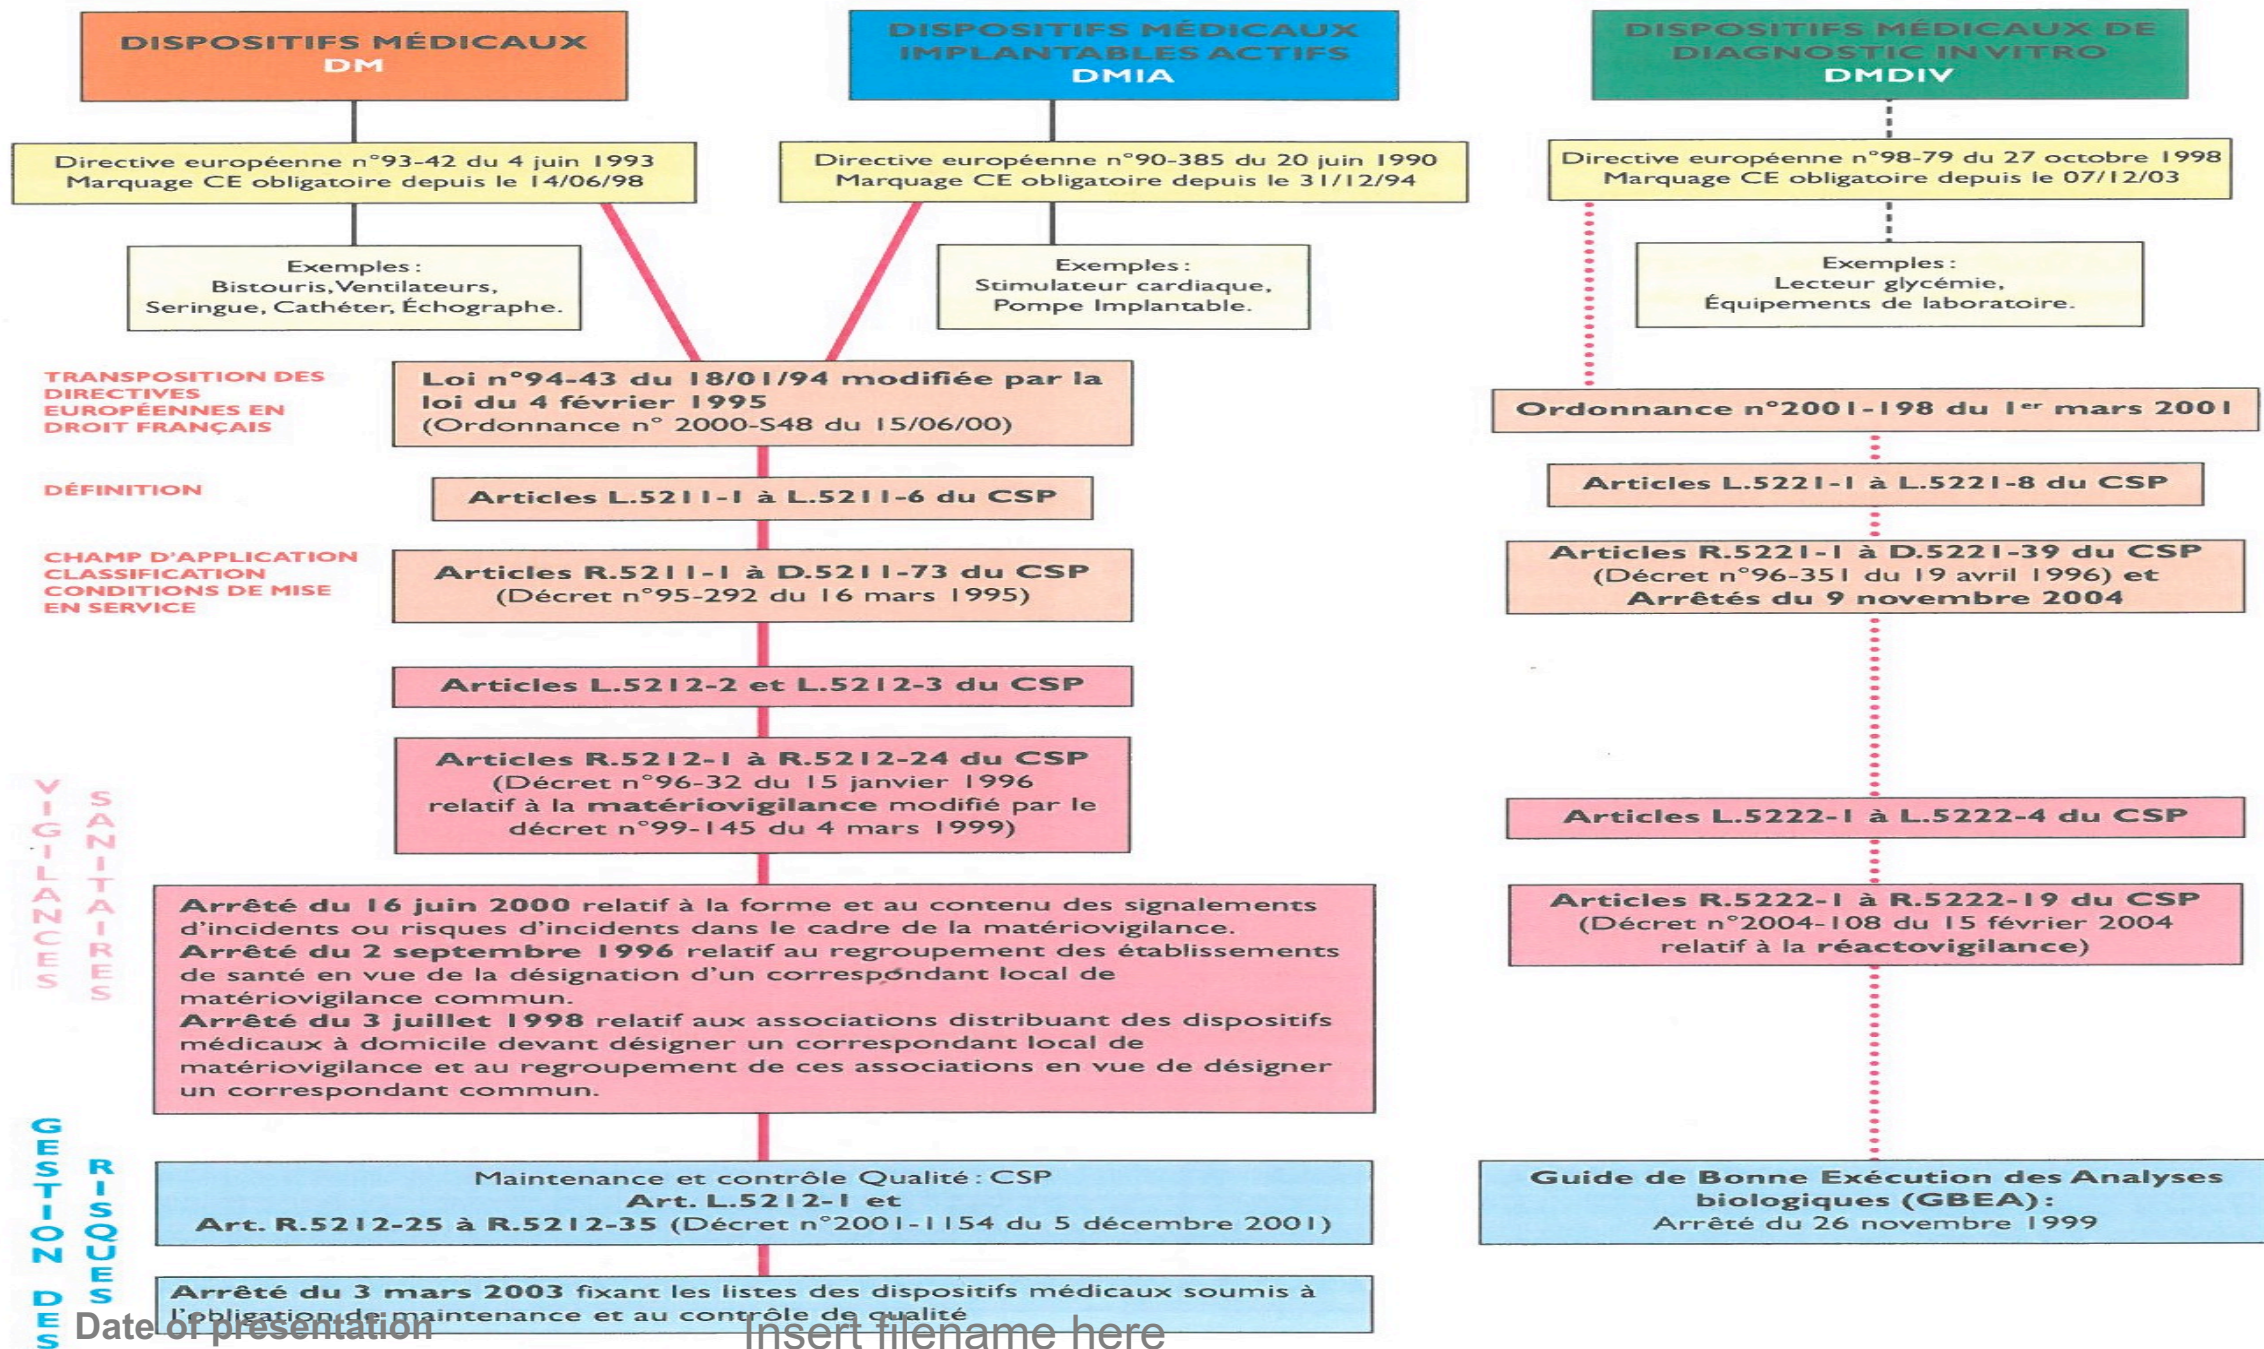 DISPOSITIFS MÉDICAUX
DM
DISPOSITIFS MÉDICAUX
IMPLANTABLES ACTIFS
DMIA
DISPOSITIFS MÉDICAUX DE
DIAGNOSTIC IN VITRO
DMDIV
Directive européenne n°93-42 du 4 juin 1993
Marquage CE obligatoire depuis le 14/06/98
Directive européenne n°90-385 du 20 juin 1990
Marquage CE obligatoire depuis le 31/12/94
Directive européenne n°98-79 du 27 octobre 1998
Marquage CE obligatoire depuis le 07/12/03
Exemples :
Bistouris, Ventilateurs,
Seringue, Cathéter, Échographe.
Exemples :
Stimulateur cardiaque,
Pompe Implantable.
Exemples :
Lecteur glycémie,
Équipements de laboratoire.
TRANSPOSITION DES
DIRECTIVES
EUROPÉENNES EN
DROIT FRANÇAIS
Loi n°94-43 du 18/01/94 modifiée par la
loi du 4 février 1995
(Ordonnance n° 2000-S48 du 15/06/00)
Ordonnance n°2001-198 du 1er mars 2001
DÉFINITION
Articles L.5211-1 à L.5211-6 du CSP
Articles L.5221-1 à L.5221-8 du CSP
CHAMP D'APPLICATION
CLASSIFICATION
CONDITIONS DE MISE
EN SERVICE
Articles R.5211-1 à D.5211-73 du CSP
(Décret n°95-292 du 16 mars 1995)
Articles R.5221-1 à D.5221-39 du CSP
(Décret n°96-351 du 19 avril 1996) et
Arrêtés du 9 novembre 2004
Articles L.5212-2 et L.5212-3 du CSP
VIGILANCES
SANITAIRES
Articles R.5212-1 à R.5212-24 du CSP
(Décret n°96-32 du 15 janvier 1996
relatif à la matériovigilance modifié par le
décret n°99-145 du 4 mars 1999)
Articles L.5222-1 à L.5222-4 du CSP
Arrêté du 16 juin 2000 relatif à la forme et au contenu des signalements
d'incidents ou risques d'incidents dans le cadre de la matériovigilance.
Arrêté du 2 septembre 1996 relatif au regroupement des établissements
de santé en vue de la désignation d'un correspondant local de
matériovigilance commun.
Arrêté du 3 juillet 1998 relatif aux associations distribuant des dispositifs
médicaux à domicile devant désigner un correspondant local de
matériovigilance et au regroupement de ces associations en vue de désigner
un correspondant commun.
Articles R.5222-1 à R.5222-19 du CSP
(Décret n°2004-108 du 15 février 2004
relatif à la réactovigilance)
GESTION DES
RISQUES
Maintenance et contrôle Qualité : CSP
Art. L.5212-1 et
Art. R.5212-25 à R.5212-35 (Décret n°2001-1154 du 5 décembre 2001)
Guide de Bonne Exécution des Analyses
biologiques (GBEA) :
Arrêté du 26 novembre 1999
Arrêté du 3 mars 2003 fixant les listes des dispositifs médicaux soumis à
l'obligation de maintenance et au contrôle de qualité
Date of presentation
Insert filename here